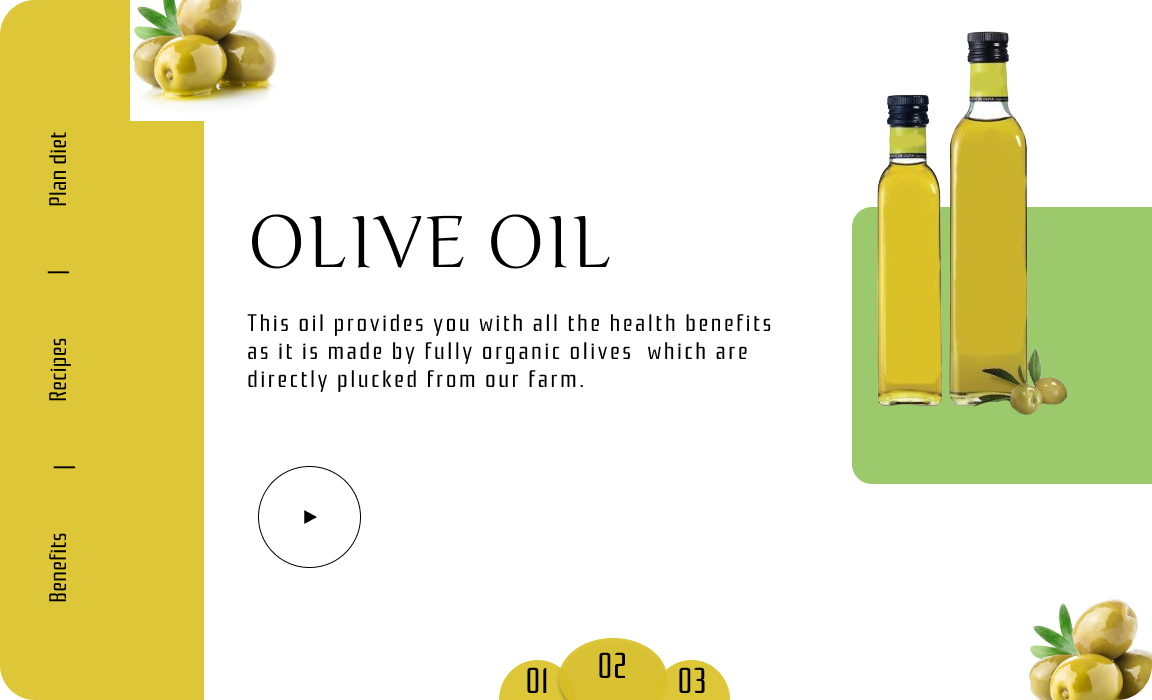 Plan diet
|
Recipes
|
Benefits
OLIVE OIL
This oil provides you with all the health benefits
as it is made by fully organic olives which are
directly plucked from our farm.
01
02
03